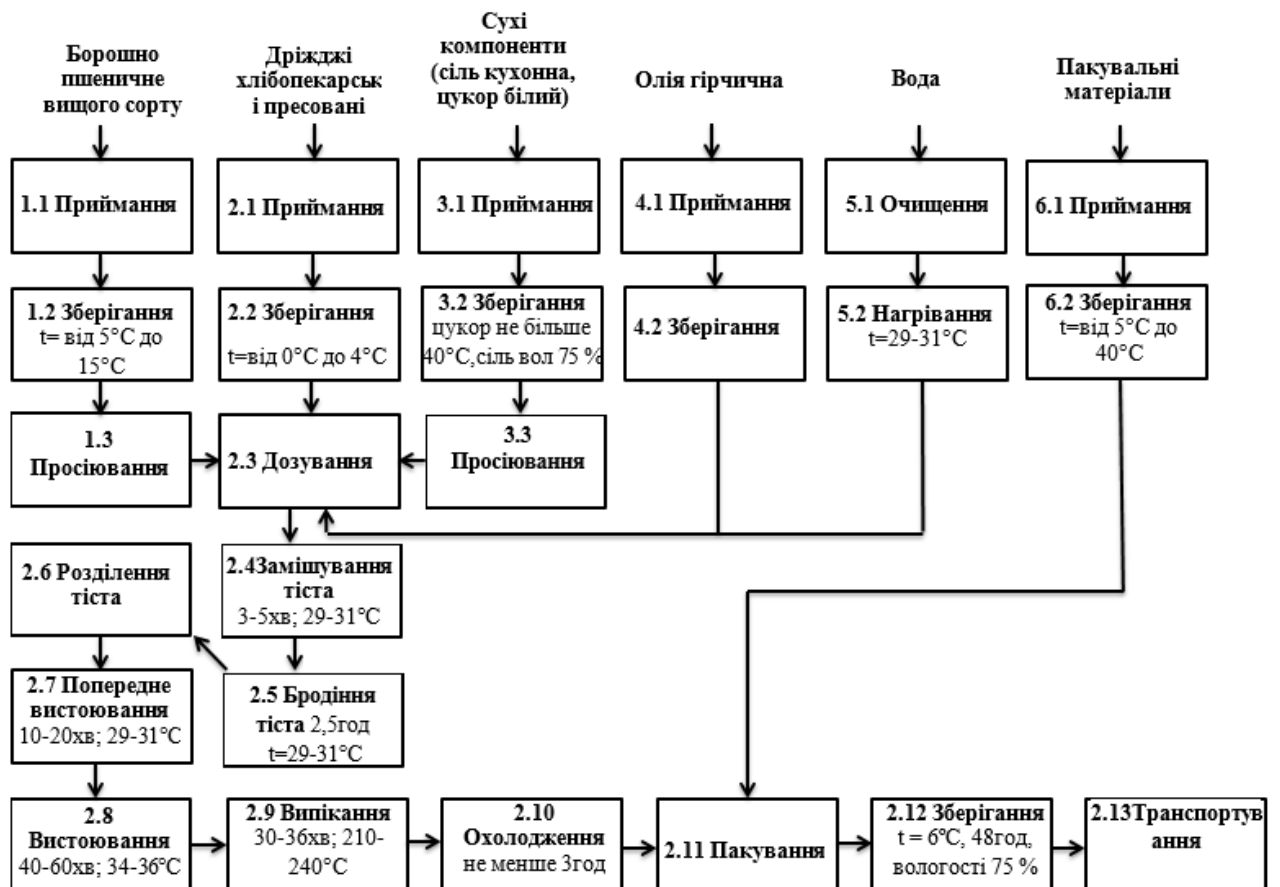 Борошно
пшеничне
вищого сорту
Дріжджі
хлібопекарськ
і пресовані
Сухі
компоненти
(сіль кухонна,
цукор білий)
Олія гірчична
Вода
Пакувальні
матеріали
1.1 Приймання
2.1 Приймання
3.1 Приймання
4.1 Приймання
5.1 Очищення
6.1 Приймання
1.2 Зберігання
t= від 5°С до
15°С
2.2 Зберігання
t=від 0°С до 4°С
3.2 Зберігання
цукор не більше
40°С,сіль вол 75 %
4.2 Зберігання
5.2 Нагрівання
t=29-31°С
6.2 Зберігання
t=від 5°С до
40°С
1.3
Просіювання
2.3 Дозування
3.3
Просіювання
2.6 Розділення
тіста
2.4Замішування
тіста
3-5хв; 29-31°С
2.7 Попереднє
вистоювання
10-20хв; 29-31°С
2.5 Бродіння
тіста 2,5год
t=29-31°С
2.8
Вистоювання
40-60хв; 34-36°С
2.9 Випікання
30-36хв; 210-
240°С
2.10
Охолодження
не менше 3год
2.11 Пакування
2.12 Зберігання
t = 6°С, 48год,
вологості 75 %
2.13Транспортув
ання